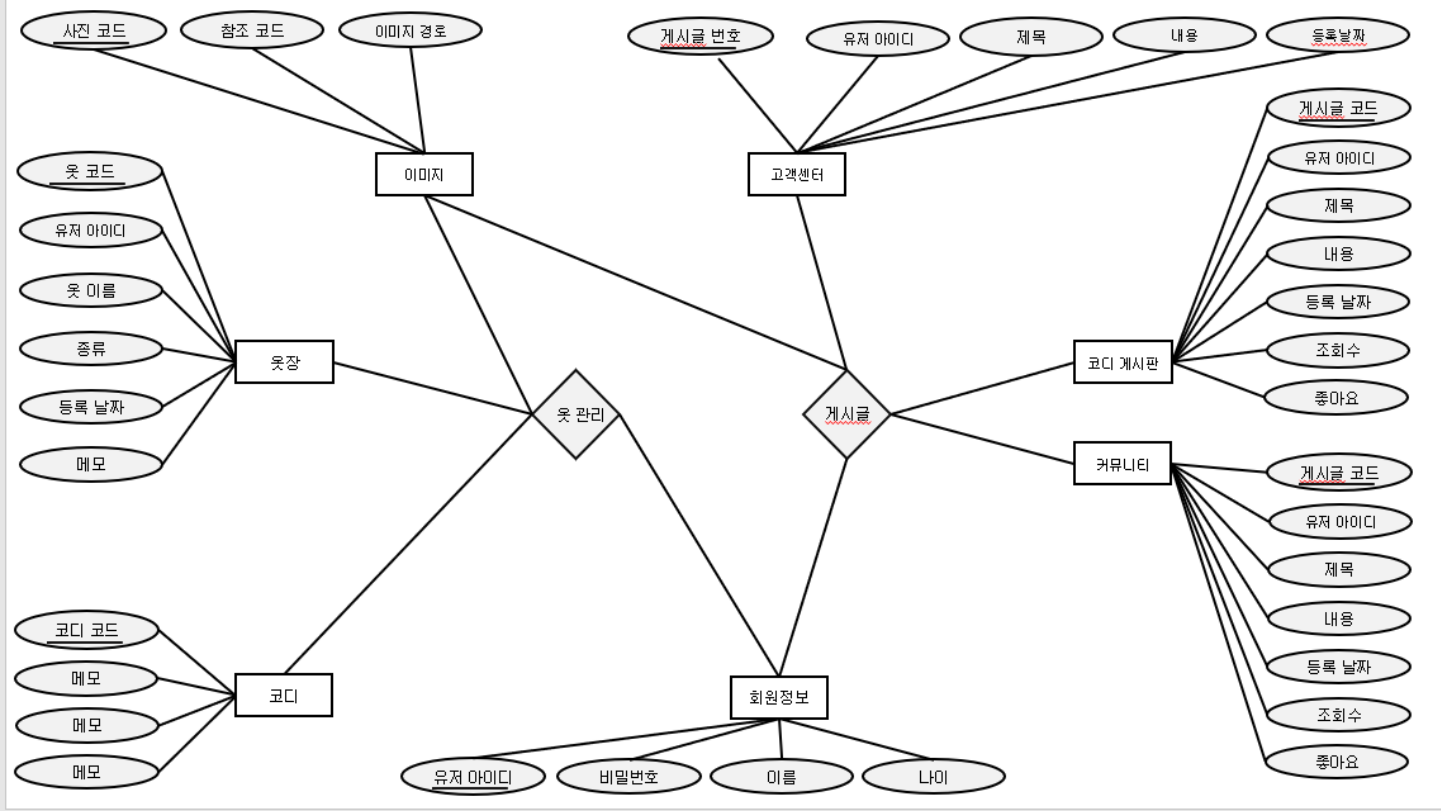 사진 코드
참조 코드
이미지 경로
게시글 번호
유저 아이디
제목
내용
등록날짜
이미지
고객센터
옷 코드
유저 아이디
옷 이름
종류
등록 날짜
메모
옷장
옷 관리
게시글
게시글 코드
유저 아이디
제목
내용
등록 날짜
조회수
좋아요
코디 게시판
커뮤니티
게시글 코드
유저 아이디
제목
내용
등록 날짜
조회수
좋아요
코디 코드
메모
메모
메모
코디
회원정보
유저 아이디
비밀번호
이름
나이